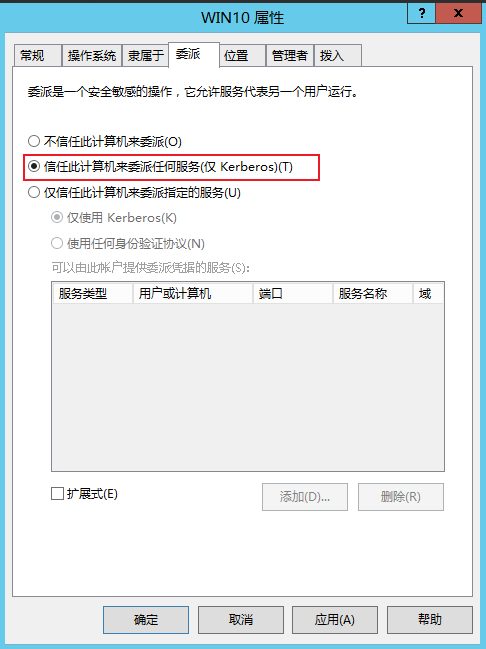 WIN10 属性
? x
常规 操作系统 隶属于 委派 位置 管理者 拨入
委派是一个安全敏感的操作，它允许服务代表另一个用户运行。
不信任此计算机来委派(O)
信任此计算机来委派任何服务(仅 Kerberos)(T)
仅信任此计算机来委派指定的服务(U)
仅使用 Kerberos(K)
使用任何身份验证协议(N)
可以由此帐户提供委派凭据的服务(S):
服务类型 用户或计算机 端口 服务名称 域
扩展式(E) 添加(D)... 删除(R)
确定 取消 应用(A) 帮助